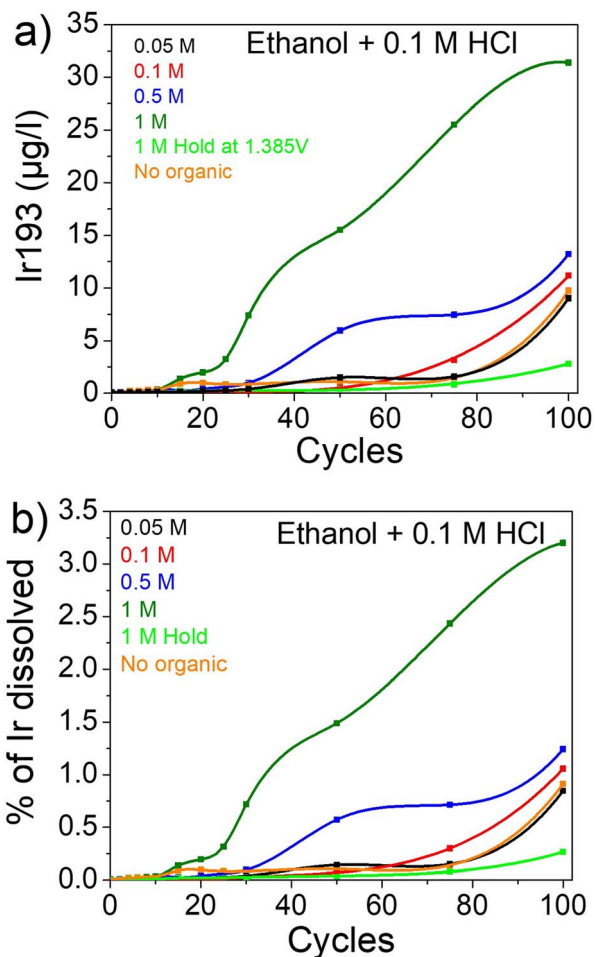 a)
Ethanol + 0.1 M HCl
0.05 M
0.1 M
0.5 M
1 M
1 M Hold at 1.385V
No organic
Ir193 (µg/l)
35
30
25
20
15
10
5
0
0 20 40 60 80 100
Cycles
b)
Ethanol + 0.1 M HCl
0.05 M
0.1 M
0.5 M
1 M
1 M Hold
No organic
% of Ir dissolved
3.5
3.0
2.5
2.0
1.5
1.0
0.5
0.0
0 20 40 60 80 100
Cycles